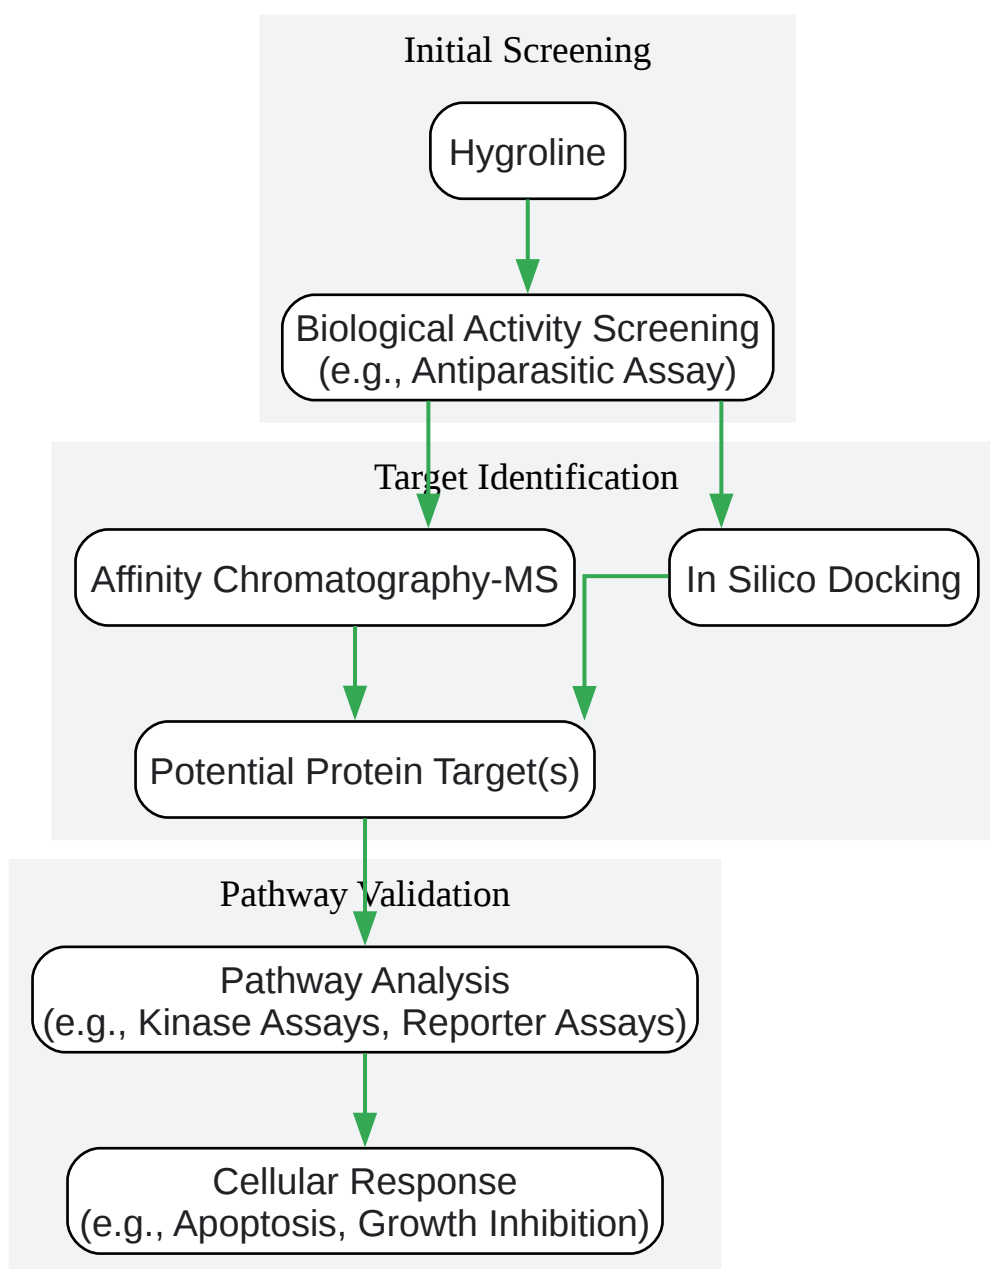 Initial Screening
Hygroline
Biological Activity Screening
(e.g., Antiparasitic Assay)
Target Identification
Affinity Chromatography-MS
In Silico Docking
Potential Protein Target(s)
Pathway Validation
Pathway Analysis
(e.g., Kinase Assays, Reporter Assays)
Cellular Response
(e.g., Apoptosis, Growth Inhibition)